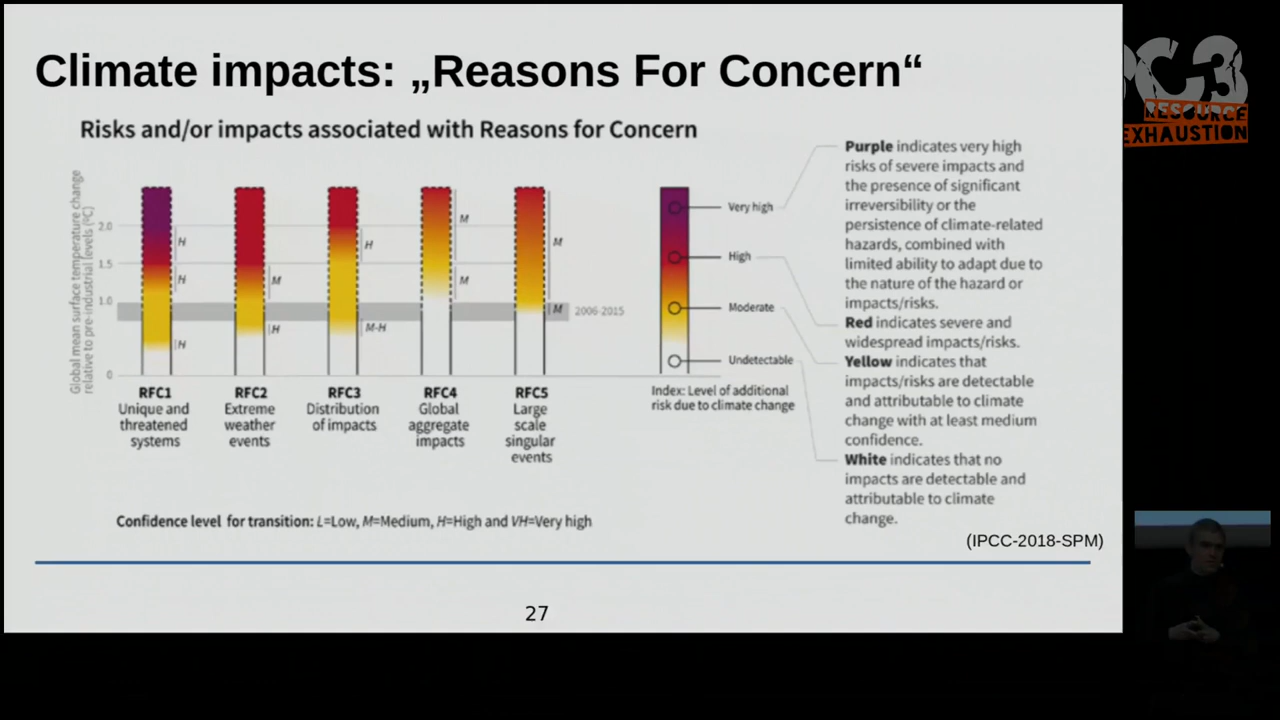 Climate impacts: „Reasons For Concern“
Risks and/or impacts associated with Reasons for Concern
Global mean surface temperature change
relative to pre-industrial levels (ºC)
2.0
1.5
1.0
0
H
H
H
M
H
H
M-H
M
M
M
M
2006-2015
RFC1
Unique and
threatened
systems
RFC2
Extreme
weather
events
RFC3
Distribution
of impacts
RFC4
Global
aggregate
impacts
RFC5
Large
scale
singular
events
Very high
High
Moderate
Undetectable
Index: Level of additional
risk due to climate change
Purple indicates very high
risks of severe impacts and
the presence of significant
irreversibility or the
persistence of climate-related
hazards, combined with
limited ability to adapt due to
the nature of the hazard or
impacts/risks.
Red indicates severe and
widespread impacts/risks.
Yellow indicates that
impacts/risks are detectable
and attributable to climate
change with at least medium
confidence.
White indicates that no
impacts are detectable and
attributable to climate
change.
Confidence level for transition: L=Low, M=Medium, H=High and VH=Very high
(IPCC-2018-SPM)
27
C3
RESOURCE
EXHAUSTION